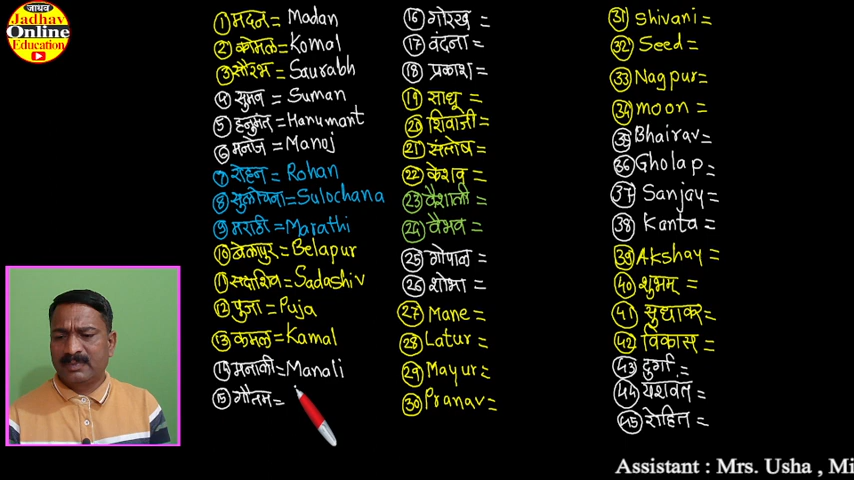 जाधव
Jadhav
Online
Education
① मदन = Madan
② कोमल = Komal
③ सौरभ = Saurabh
④ सुमन = Suman
⑤ हनुमंत = Hanumant
⑥ मनोज = Manoj
⑦ रोहन = Rohan
⑧ सुलोचना = Sulochana
⑨ मराठी = Marathi
⑩ बेलापुर = Belapur
⑪ सदाशिव = Sadashiv
⑫ पुजा = Puja
⑬ कमल = Kamal
⑭ मनाली = Manali
⑮ गौतम =
⑯ गोरख =
⑰ वंदना =
⑱ प्रकाश =
⑲ साधू =
⑳ शिवाजी =
㉑ संतोष =
㉒ केशव =
㉓ वैशाली =
㉔ वैभव =
㉕ गोपाल =
㉖ शोभा =
㉗ Mane =
㉘ Latur =
㉙ Mayur =
㉚ Pranav =
㉛ Shivani =
㉜ Seed =
㉝ Nagpur =
㉞ moon =
㉟ Bhairav =
㊱ Gholap =
㊲ Sanjay =
㊳ Kanta =
㊴ Akshay =
㊵ शुभम् =
㊶ सुधाकर =
㊷ विकास =
㊸ दुर्गा =
㊹ यशवंत =
㊺ रोहित =
Assistant : Mrs. Usha , Mi